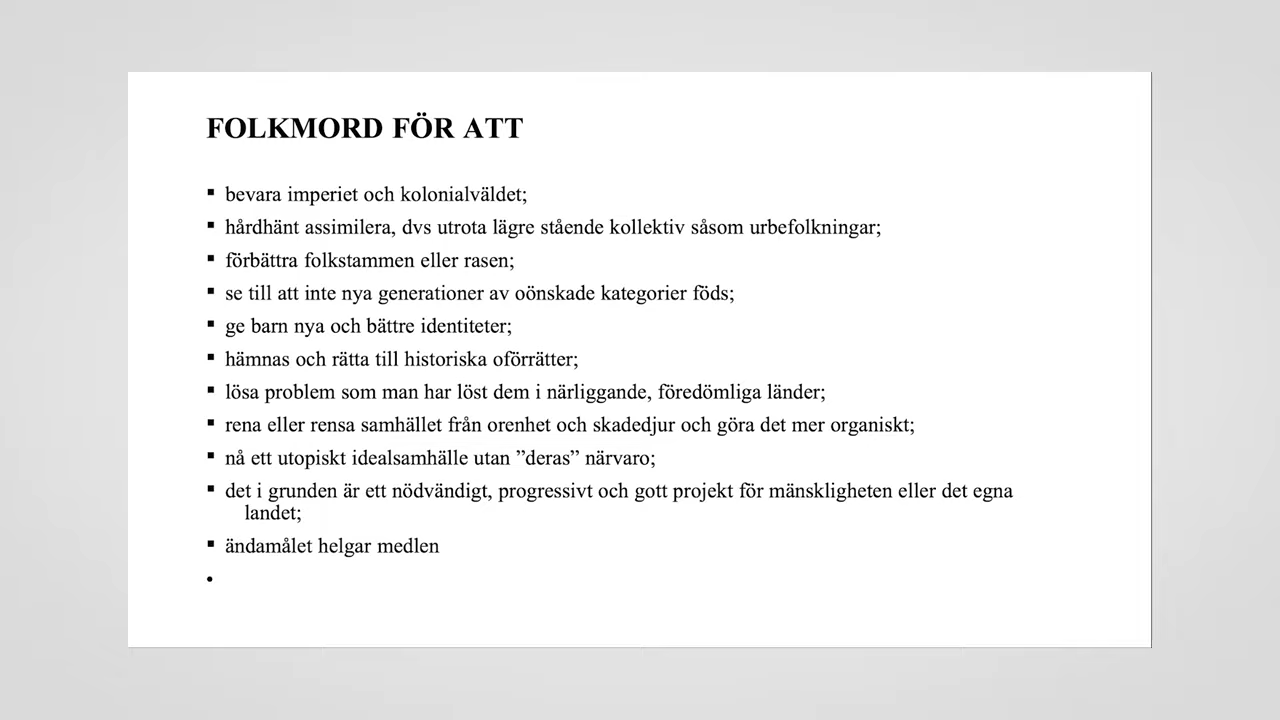 FOLKMORD FÖR ATT
▪ bevara imperiet och kolonialväldet;
▪ hårdhänt assimilera, dvs utrota lägre stående kollektiv såsom urbefolkningar;
▪ förbättra folkstammen eller rasen;
▪ se till att inte nya generationer av oönskade kategorier föds;
▪ ge barn nya och bättre identiteter;
▪ hämnas och rätta till historiska oförrätter;
▪ lösa problem som man har löst dem i närliggande, föredömliga länder;
▪ rena eller rensa samhället från orenhet och skadedjur och göra det mer organiskt;
▪ nå ett utopiskt idealsamhälle utan ”deras” närvaro;
▪ det i grunden är ett nödvändigt, progressivt och gott projekt för mänskligheten eller det egna
landet;
▪ ändamålet helgar medlen
•